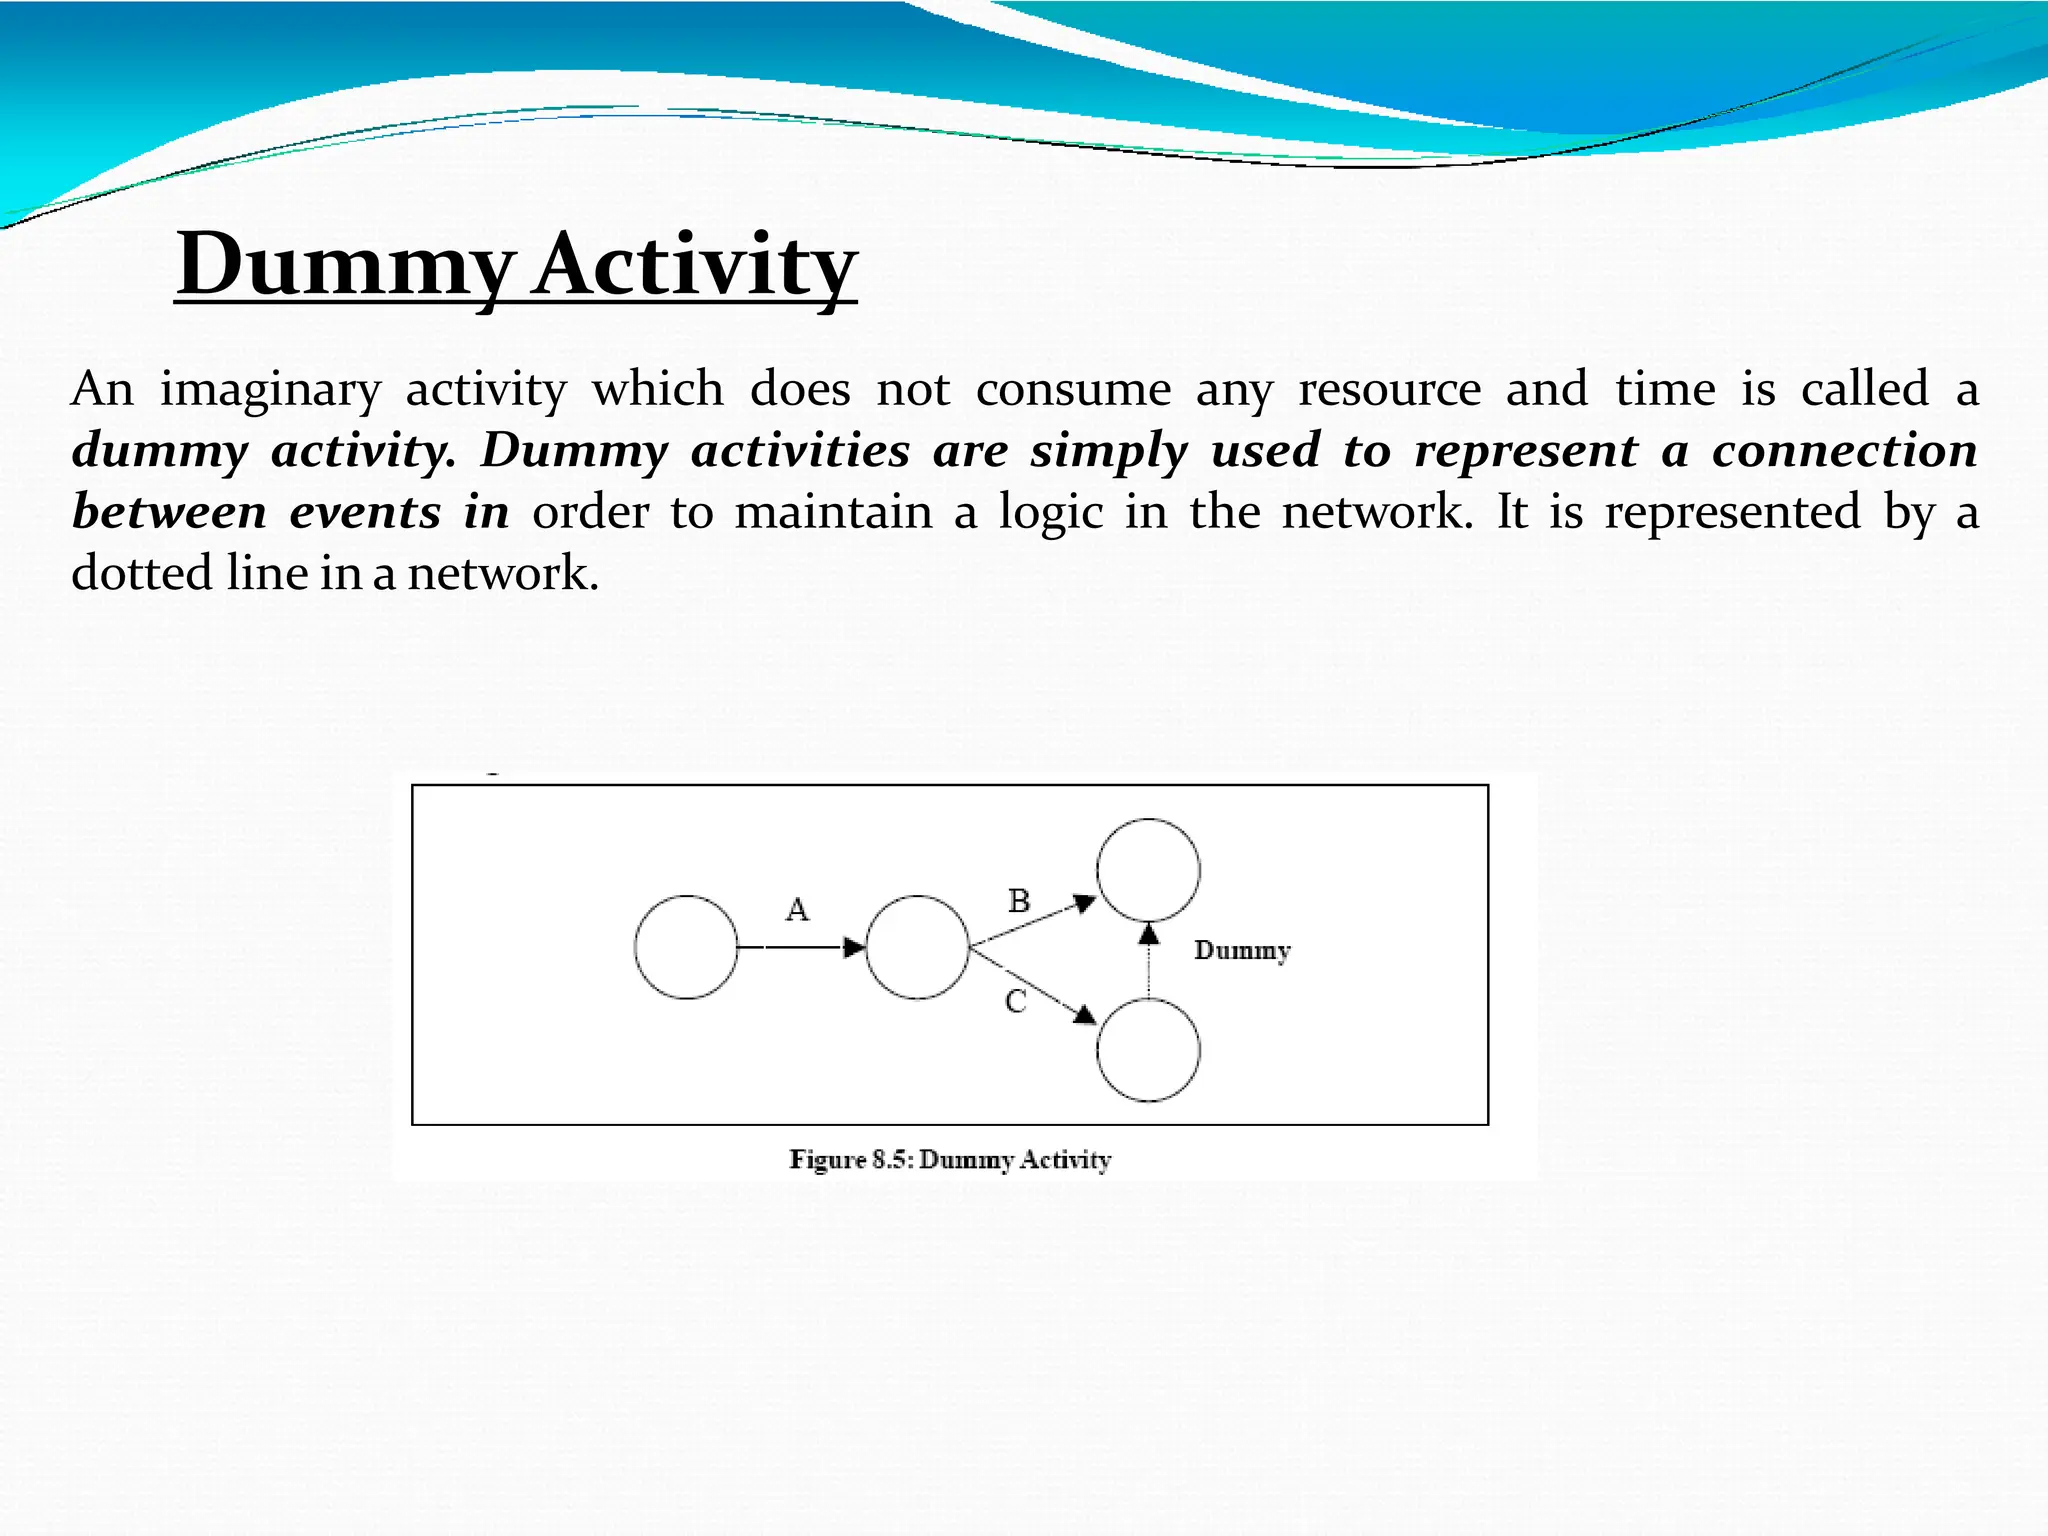 Dummy Activity
An imaginary activity which does not consume any resource and time is called a
dummy activity. Dummy activities are simply used to represent a connection
between events in order to maintain a logic in the network. It is represented by a
dotted line in a network.
A
B
Dummy
C
Figure 8.5: Dummy Activity